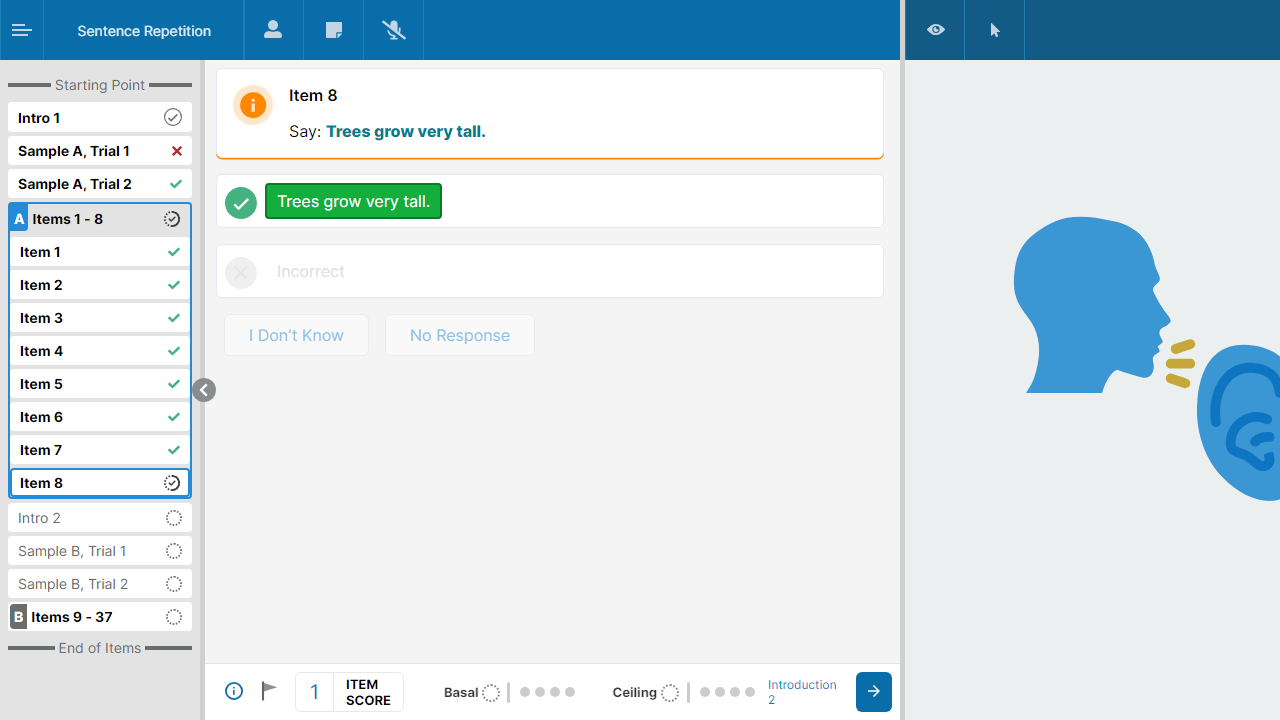 Sentence Repetition
Starting Point
Intro 1
Sample A, Trial 1
Sample A, Trial 2
A Items 1 - 8
Item 1
Item 2
Item 3
Item 4
Item 5
Item 6
Item 7
Item 8
Intro 2
Sample B, Trial 1
Sample B, Trial 2
B Items 9 - 37
End of Items
Item 8
Say: Trees grow very tall.
Trees grow very tall.
Incorrect
I Don't Know
No Response
1 ITEM SCORE
Basal
Ceiling
Introduction 2